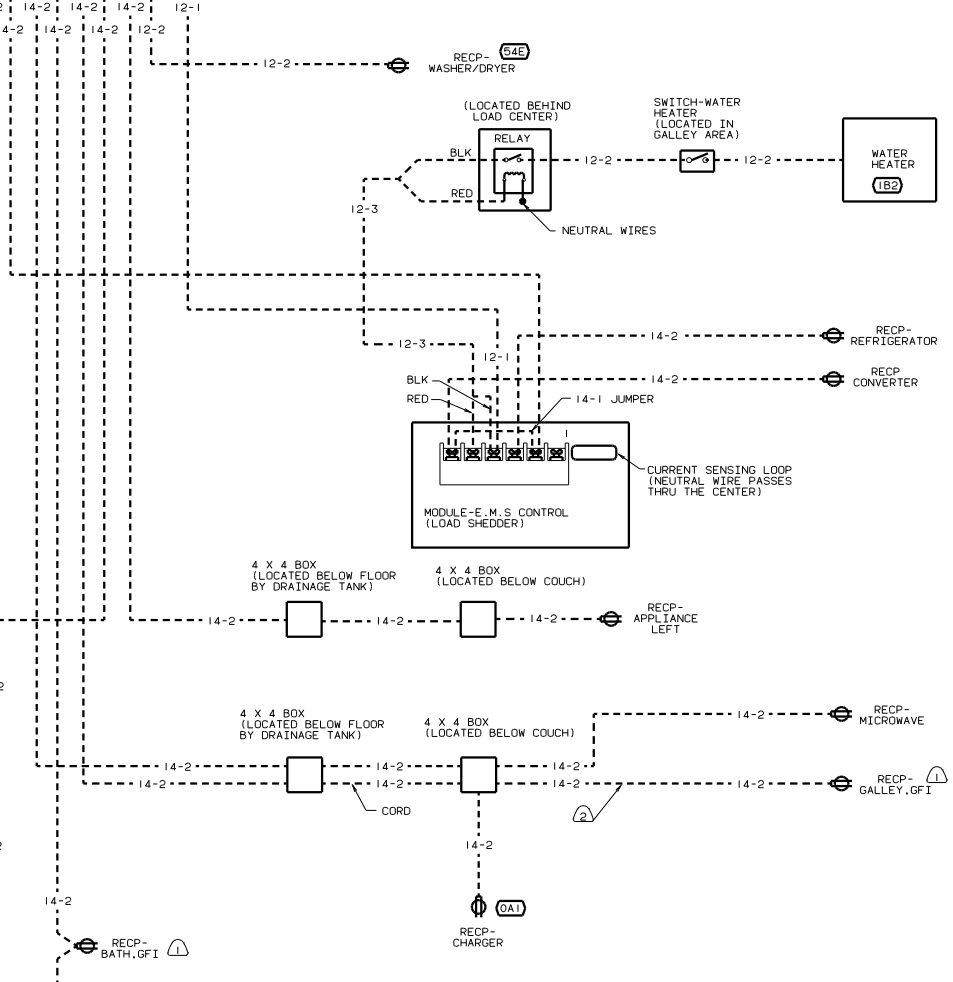 14-2 14-2 14-2 12-1
14-2 14-2 14-2 12-2
12-2
RECP-
WASHER/DRYER
54E
(LOCATED BEHIND
LOAD CENTER)
RELAY
BLK
RED
12-3
NEUTRAL WIRES
12-2
SWITCH-WATER
HEATER
(LOCATED IN
GALLEY AREA)
12-2
WATER
HEATER
1B2
12-3
12-1
14-2
RECP-
REFRIGERATOR
14-2
RECP
CONVERTER
BLK
RED
14-1 JUMPER
1
CURRENT SENSING LOOP
(NEUTRAL WIRE PASSES
THRU THE CENTER)
MODULE-E.M.S CONTROL
(LOAD SHEDDER)
4 X 4 BOX
(LOCATED BELOW FLOOR
BY DRAINAGE TANK)
4 X 4 BOX
(LOCATED BELOW COUCH)
14-2
14-2
14-2
RECP-
APPLIANCE
LEFT
2
4 X 4 BOX
(LOCATED BELOW FLOOR
BY DRAINAGE TANK)
4 X 4 BOX
(LOCATED BELOW COUCH)
14-2
14-2
14-2
14-2
RECP-
MICROWAVE
14-2
14-2
14-2
14-2
RECP-
GALLEY,GFI
1
CORD
2
2
14-2
0A1
RECP-
CHARGER
14-2
RECP-
BATH,GFI
1